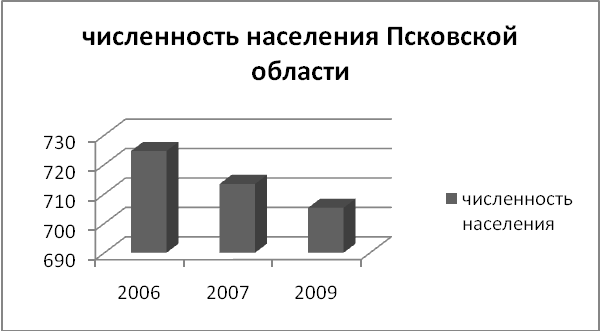 численность населения Псковской
области
730
720
710
700
690
2006 2007 2009
численность
населения